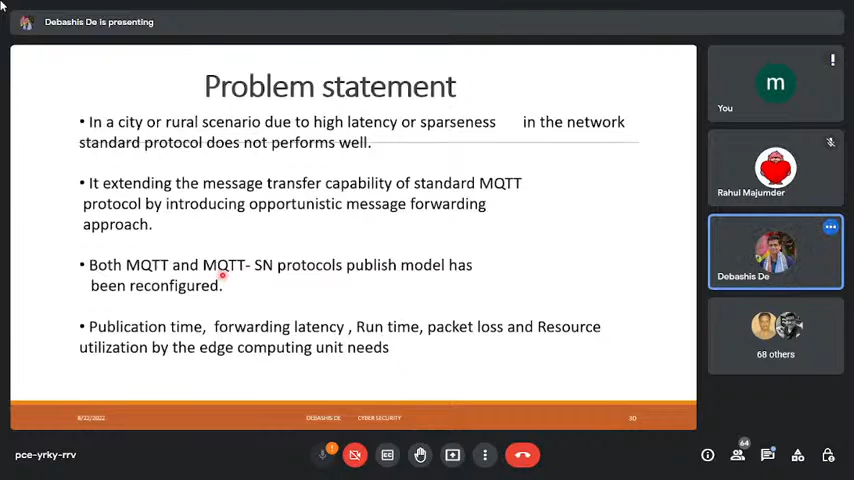 Debashis De is presenting
Problem statement
• In a city or rural scenario due to high latency or sparseness in the network
standard protocol does not performs well.
• It extending the message transfer capability of standard MQTT
protocol by introducing opportunistic message forwarding
approach.
• Both MQTT and MQTT- SN protocols publish model has
been reconfigured.
• Publication time, forwarding latency , Run time, packet loss and Resource
utilization by the edge computing unit needs
8/22/2022 DEBASHIS DE CYBER SECURITY 30
m
You
Rahul Majumder
Debashis De
68 others
pce-yrky-rrv
1
CC
64